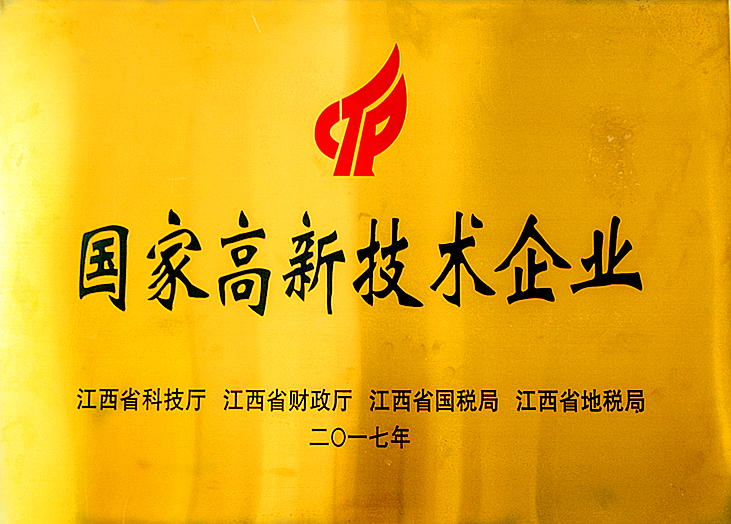 CTP
国家高新技术企业
江西省科技厅 江西省财政厅 江西省国税局 江西省地税局
二〇一七年